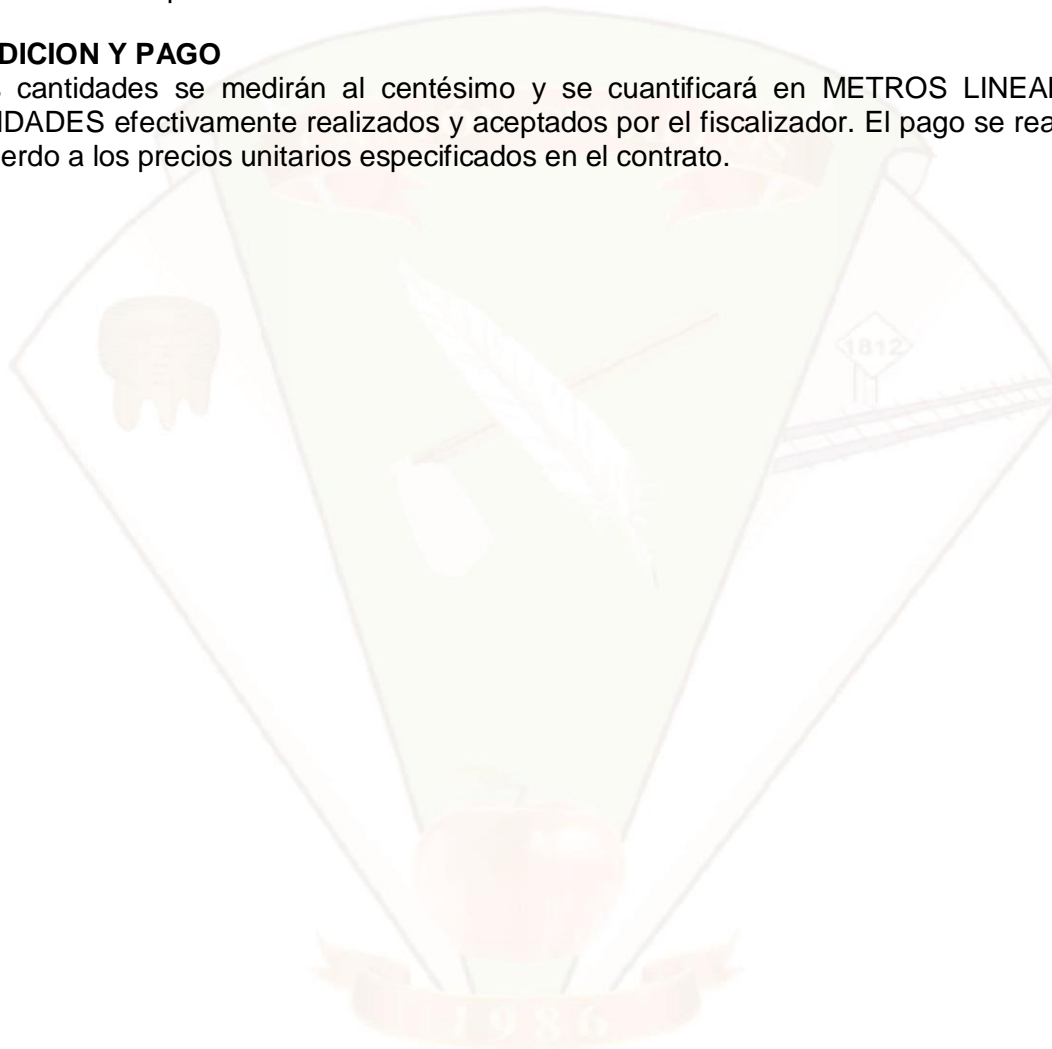 DICION Y PAGO
cantidades se medirán al centésimo y se cuantificará en METROS LINEAL
IDADES efectivamente realizados y aceptados por el fiscalizador. El pago se rea
erdo a los precios unitarios especificados en el contrato.
1812
1986